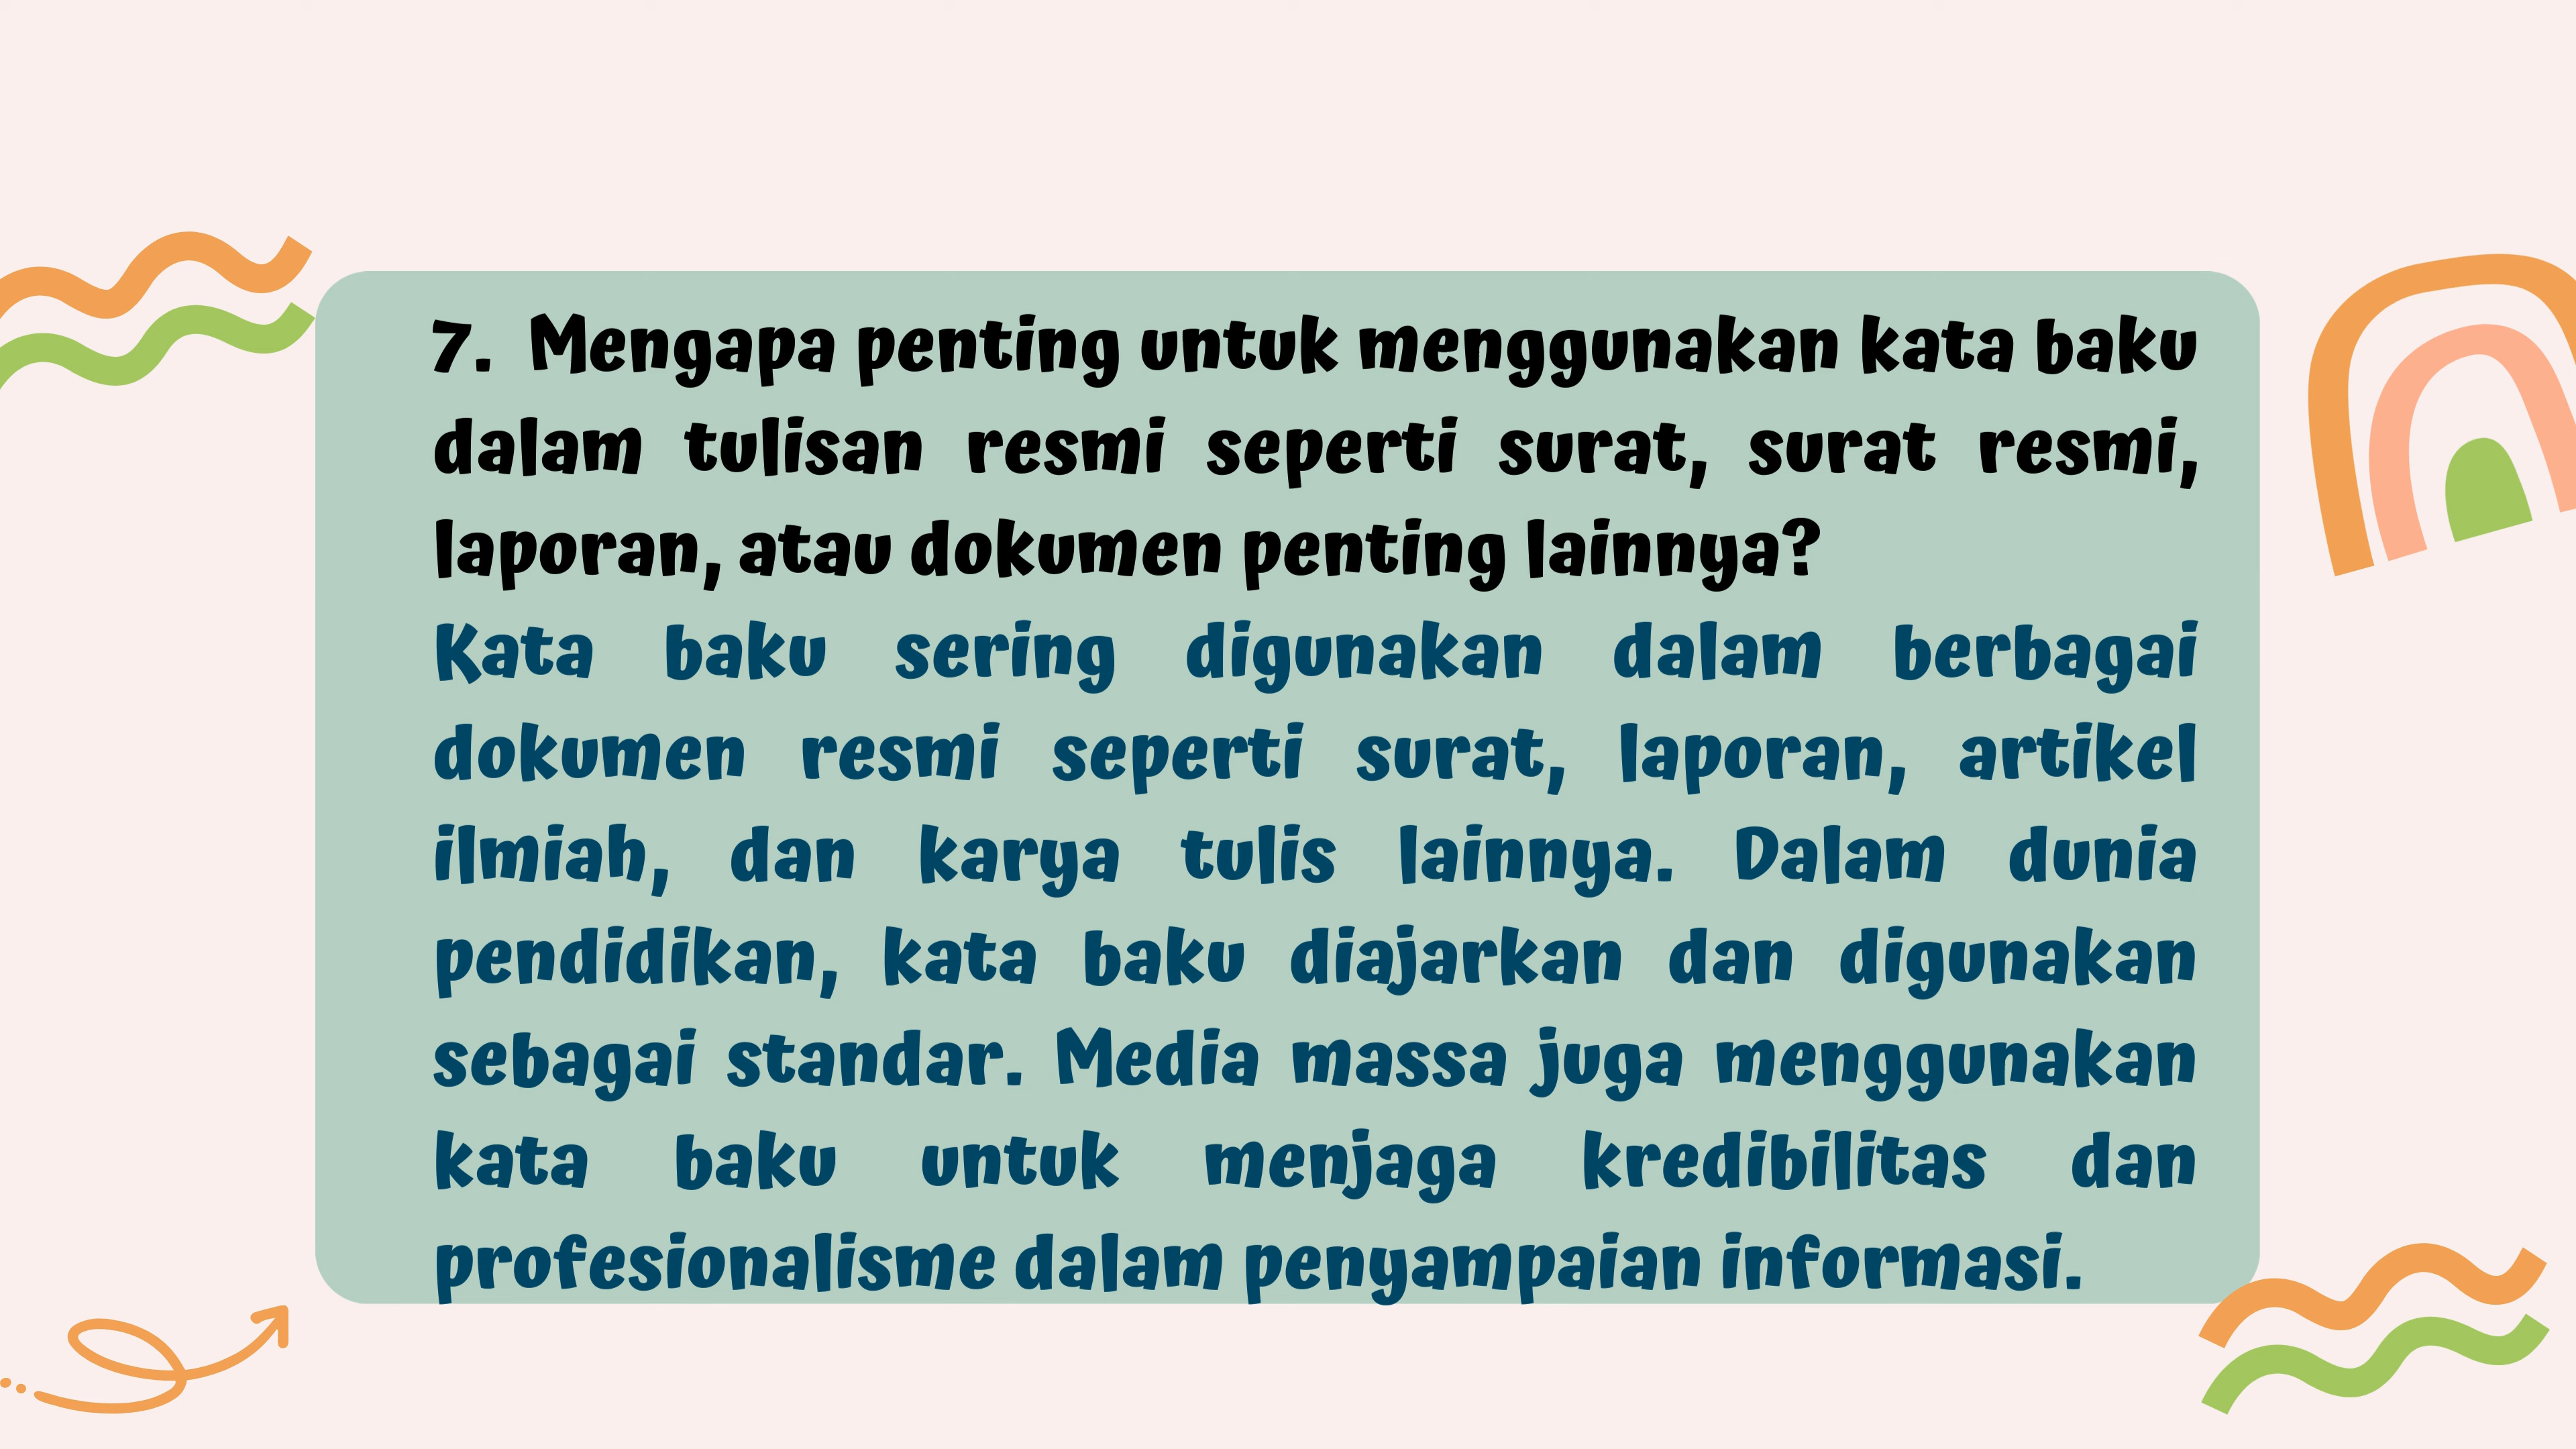 7. Mengapa penting untuk menggunakan kata baku
dalam tulisan resmi seperti surat, surat resmi,
laporan, atau dokumen penting lainnya?
Kata baku sering digunakan dalam berbagai
dokumen resmi seperti surat, laporan, artikel
ilmiah, dan karya tulis lainnya. Dalam dunia
pendidikan, kata baku diajarkan dan digunakan
sebagai standar. Media massa juga menggunakan
kata baku untuk menjaga kredibilitas dan
profesionalisme dalam penyampaian informasi.